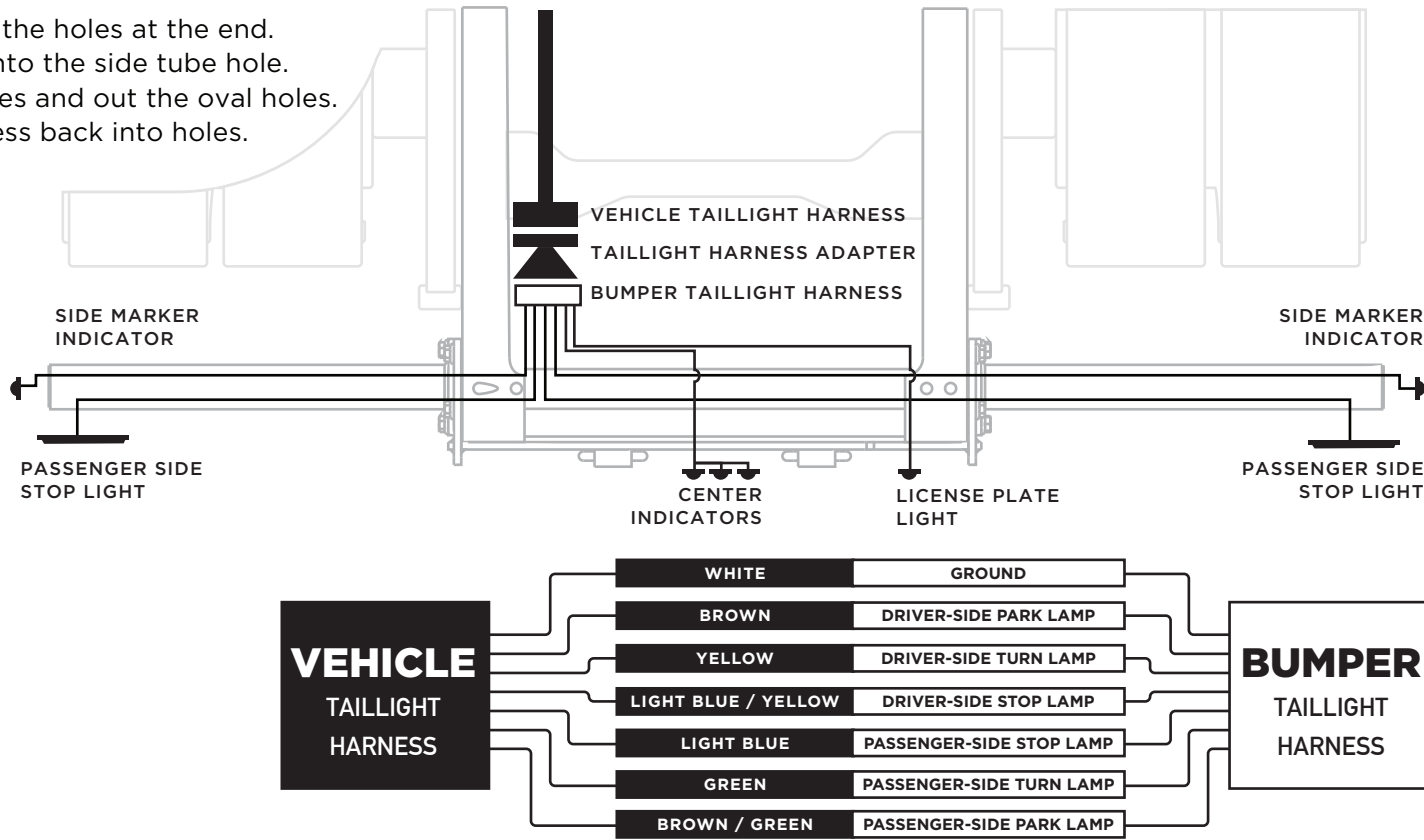 the holes at the end.
nto the side tube hole.
es and out the oval holes.
ess back into holes.
VEHICLE TAILLIGHT HARNESS
TAILLIGHT HARNESS ADAPTER
BUMPER TAILLIGHT HARNESS
SIDE MARKER
INDICATOR
SIDE MARKER
INDICATOR
PASSENGER SIDE
STOP LIGHT
CENTER
INDICATORS
LICENSE PLATE
LIGHT
PASSENGER SIDE
STOP LIGHT
VEHICLE
TAILLIGHT
HARNESS
WHITE GROUND
BROWN DRIVER-SIDE PARK LAMP
YELLOW DRIVER-SIDE TURN LAMP
LIGHT BLUE / YELLOW DRIVER-SIDE STOP LAMP
LIGHT BLUE PASSENGER-SIDE STOP LAMP
GREEN PASSENGER-SIDE TURN LAMP
BROWN / GREEN PASSENGER-SIDE PARK LAMP
BUMPER
TAILLIGHT
HARNESS